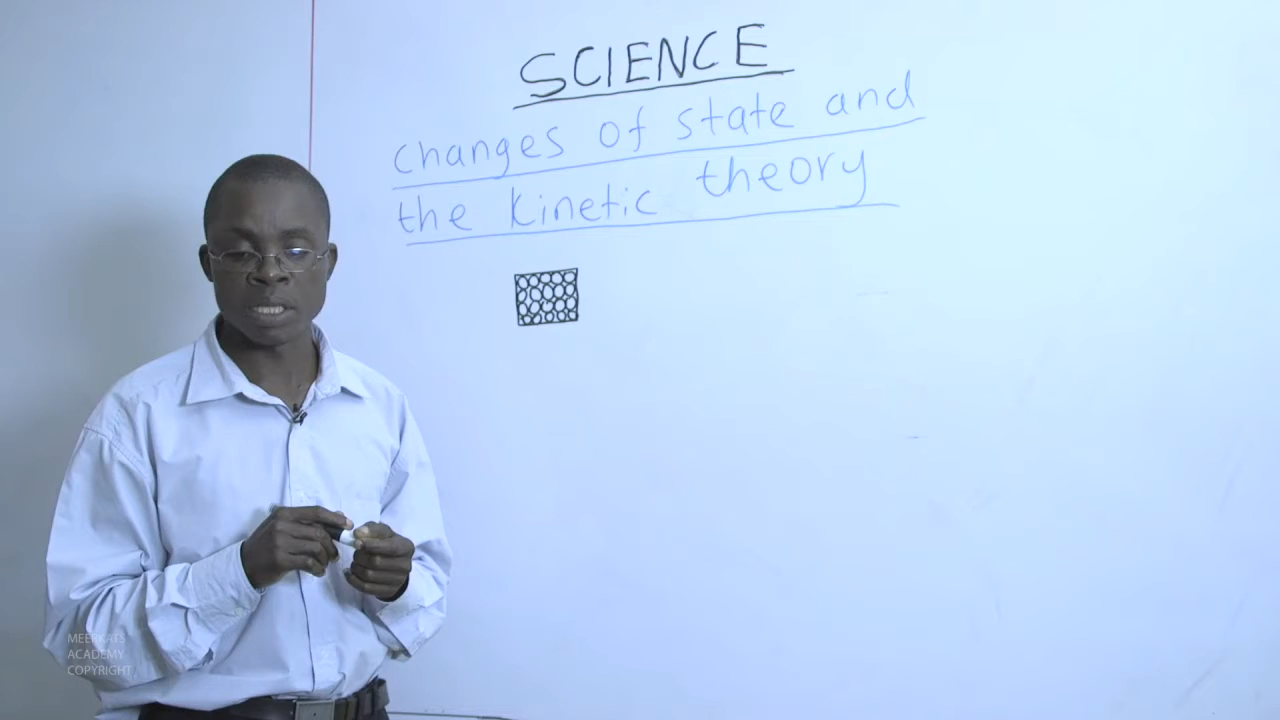 SCIENCE
changes of state and
the kinetic theory
MEERKATS
ACADEMY
COPYRIGHT